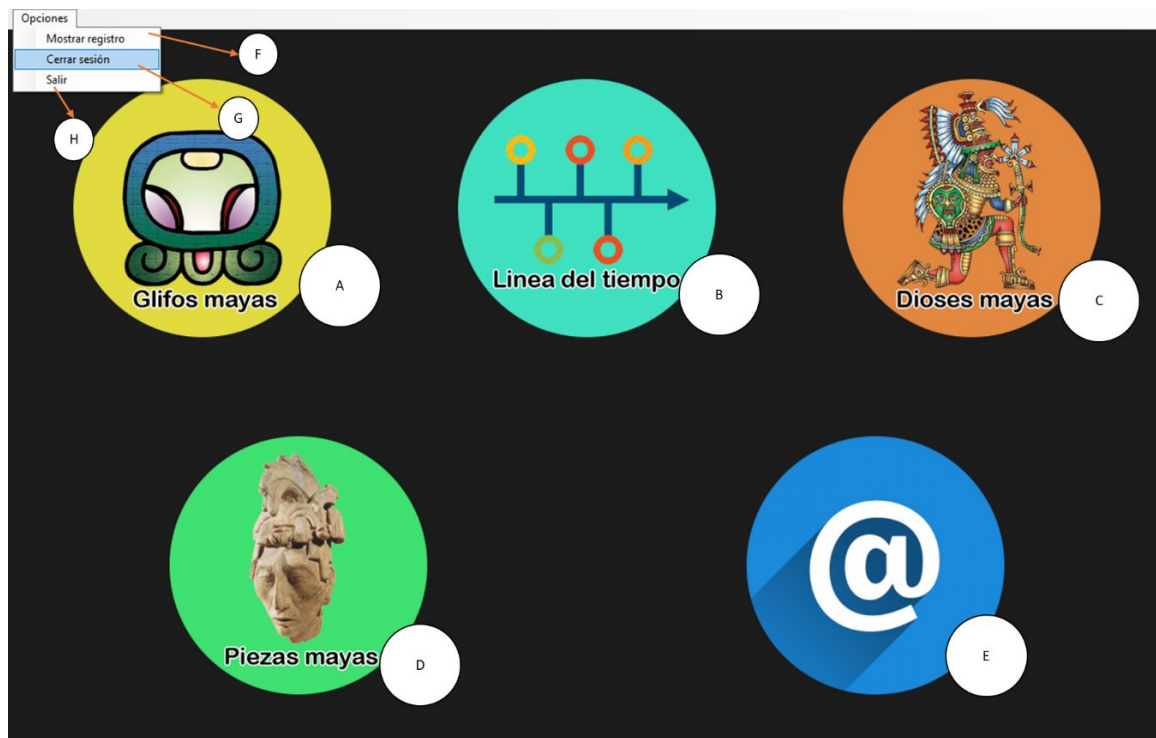 Opciones
Mostrar registro
F
Cerrar sesión
Salir
G
H
A
Glifos mayas
Linea del tiempo
B
Dioses mayas
C
Piezas mayas
D
@
E